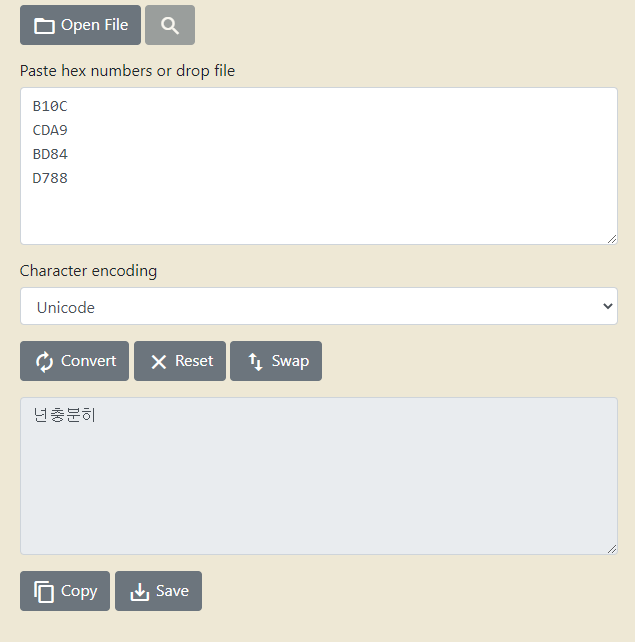 Open File
Paste hex numbers or drop file
B10C
CDA9
BD84
D788
Character encoding
Unicode
Convert Reset Swap
넌충분히
Copy Save